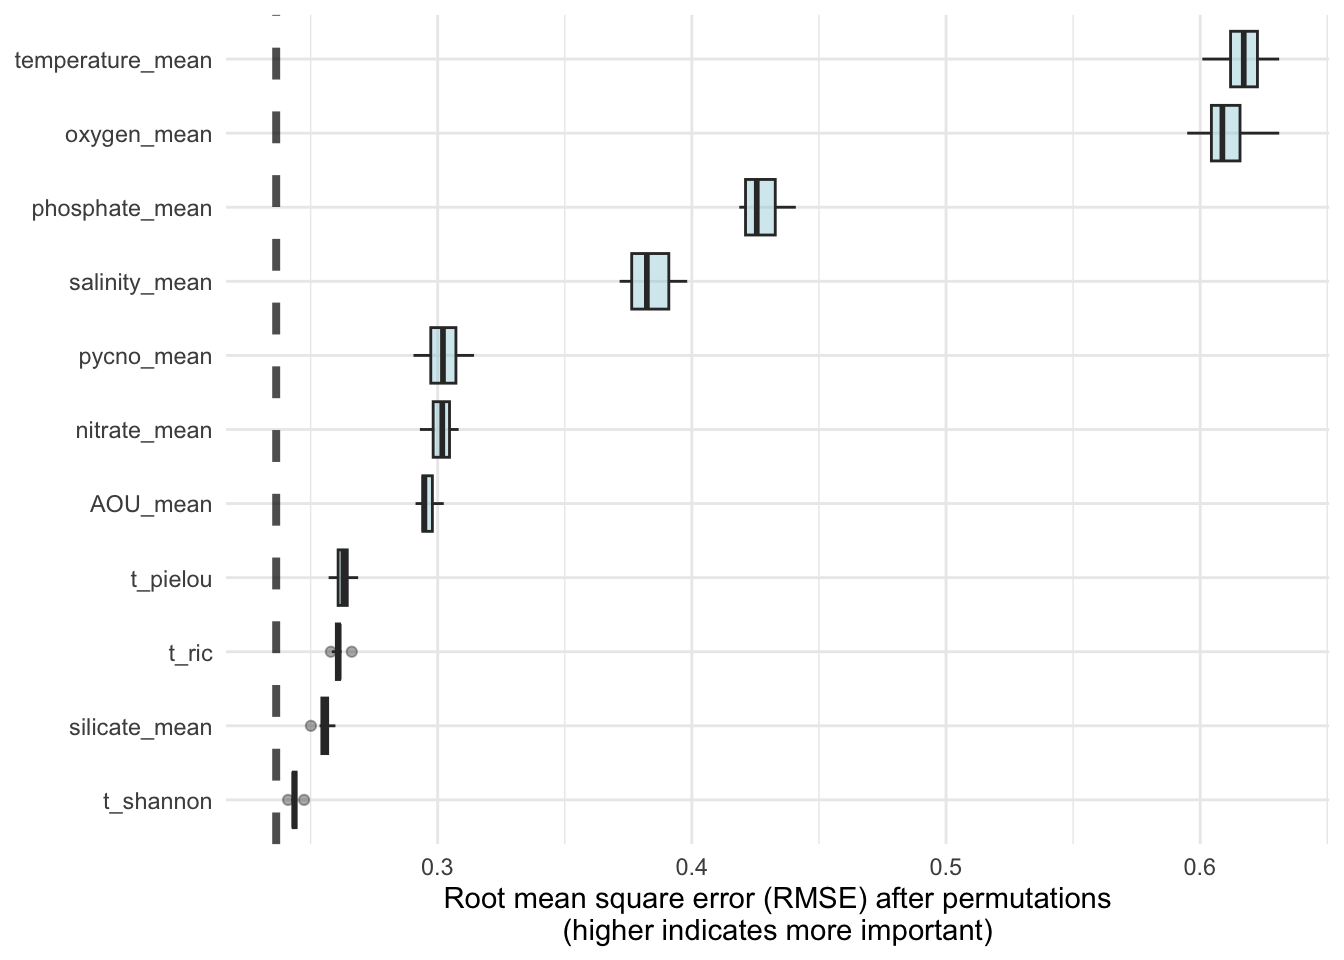 temperature_mean
oxygen_mean
phosphate_mean
salinity_mean
pycno_mean
nitrate_mean
AOU_mean
t_pielou
t_ric
silicate_mean
t_shannon
0.3 0.4 0.5 0.6
Root mean square error (RMSE) after permutations
(higher indicates more important)